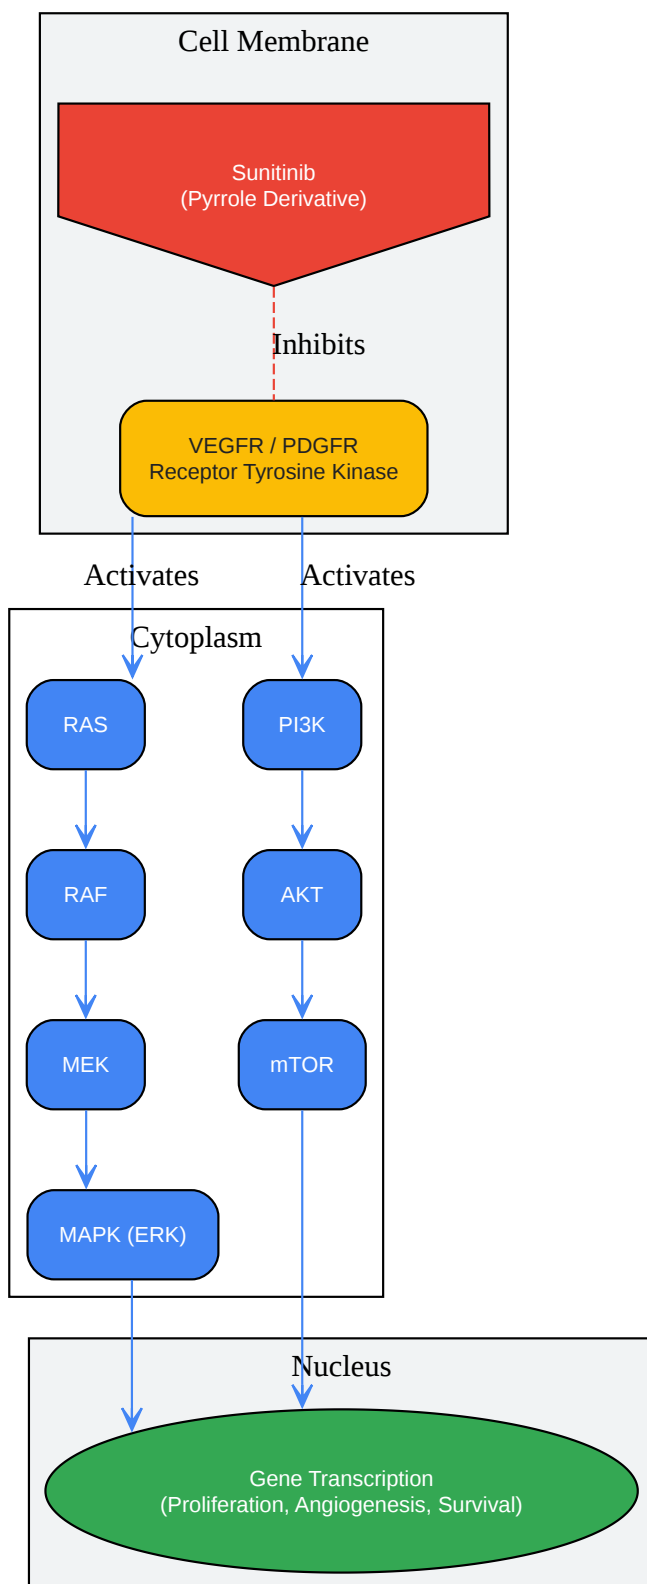 Cell Membrane
Sunitinib
(Pyrrole Derivative)
Inhibits
VEGFR / PDGFR
Receptor Tyrosine Kinase
Activates
Activates
Cytoplasm
RAS
PI3K
RAF
AKT
MEK
mTOR
MAPK (ERK)
Nucleus
Gene Transcription
(Proliferation, Angiogenesis, Survival)